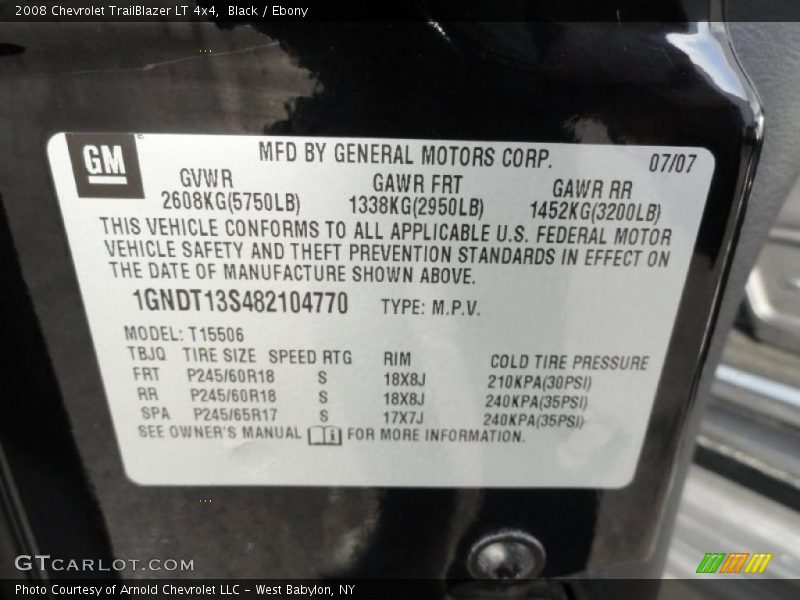 2008 Chevrolet TrailBlazer LT 4x4, Black / Ebony
GM
MFD BY GENERAL MOTORS CORP. 07/07
GVWR GAWR FRT GAWR RR
2608KG(5750LB) 1338KG(2950LB) 1452KG(3200LB)
THIS VEHICLE CONFORMS TO ALL APPLICABLE U.S. FEDERAL MOTOR
VEHICLE SAFETY AND THEFT PREVENTION STANDARDS IN EFFECT ON
THE DATE OF MANUFACTURE SHOWN ABOVE.
1GNDT13S482104770 TYPE: M.P.V.
MODEL: T15506
TBJQ TIRE SIZE SPEED RTG RIM COLD TIRE PRESSURE
FRT P245/60R18 S 18X8J 210KPA(30PSI)
RR P245/60R18 S 18X8J 240KPA(35PSI)
SPA P245/65R17 S 17X7J 240KPA(35PSI)
SEE OWNER'S MANUAL FOR MORE INFORMATION.
GTCARLOT.COM
Photo Courtesy of Arnold Chevrolet LLC - West Babylon, NY